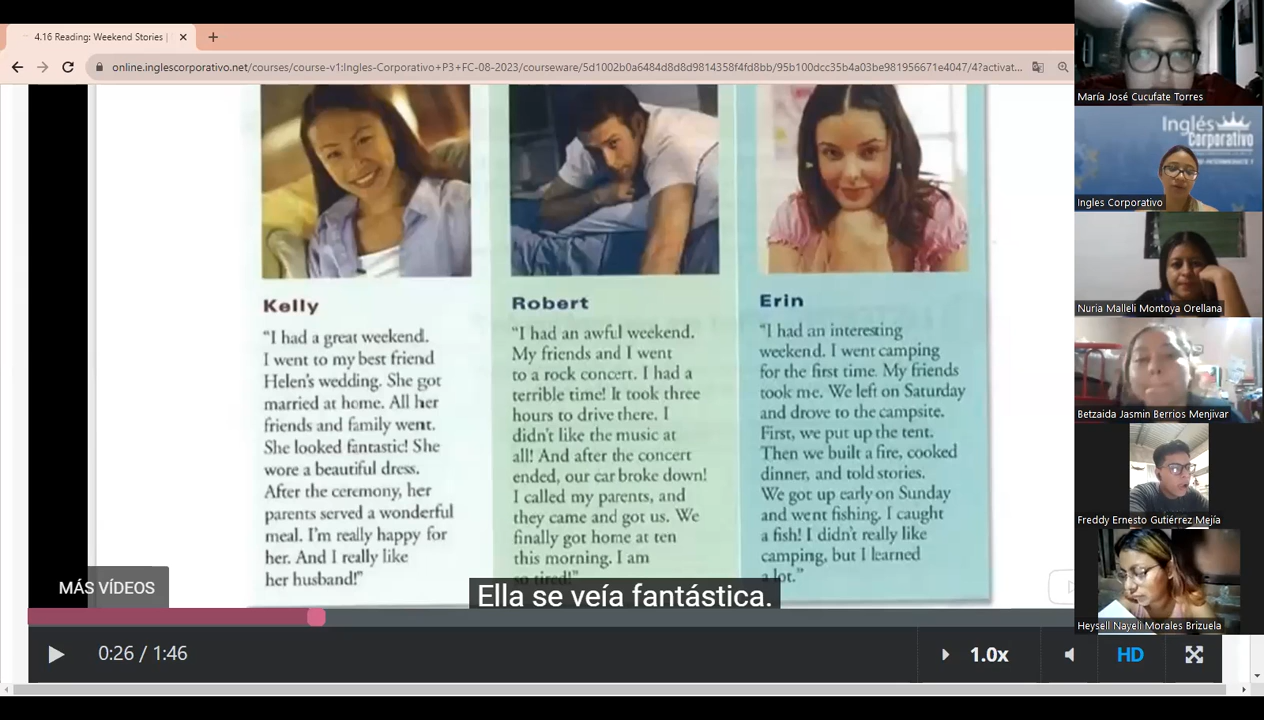 4.16 Reading: Weekend Stories |
online.inglescorporativo.net/courses/course-v1:Ingles-Corporativo+P3+FC-08-2023/courseware/5d1002b0a6484d8d8d9814358f4fd8bb/95b100dcc35b4a03be981956671e4047/4?activat...
Kelly
"I had a great weekend.
I went to my best friend
Helen's wedding. She got
married at home. All her
friends and family went.
She looked fantastic! She
wore a beautiful dress.
After the ceremony, her
parents served a wonderful
meal. I'm really happy for
her. And I really like
her husband!"
Robert
"I had an awful weekend.
My friends and I went
to a rock concert. I had a
terrible time! It took three
hours to drive there. I
didn't like the music at
all! And after the concert
ended, our car broke down!
I called my parents, and
they came and got us. We
finally got home at ten
this morning. I am
so tired!"
Erin
"I had an interesting
weekend. I went camping
for the first time. My friends
took me. We left on Saturday
and drove to the campsite.
First, we put up the tent.
Then we built a fire, cooked
dinner, and told stories.
We got up early on Sunday
and went fishing. I caught
a fish! I didn't really like
camping, but I learned
a lot."
MÁS VÍDEOS
Ella se veía fantástica.
0:26 / 1:46
1.0x
HD
María José Cucufate Torres
Inglés
Corporativo
Ingles Corporativo
Nuria Malleli Montoya Orellana
Betzaida Jasmin Berrios Menjivar
Freddy Ernesto Gutiérrez Mejía
Heysell Nayeli Morales Brizuela